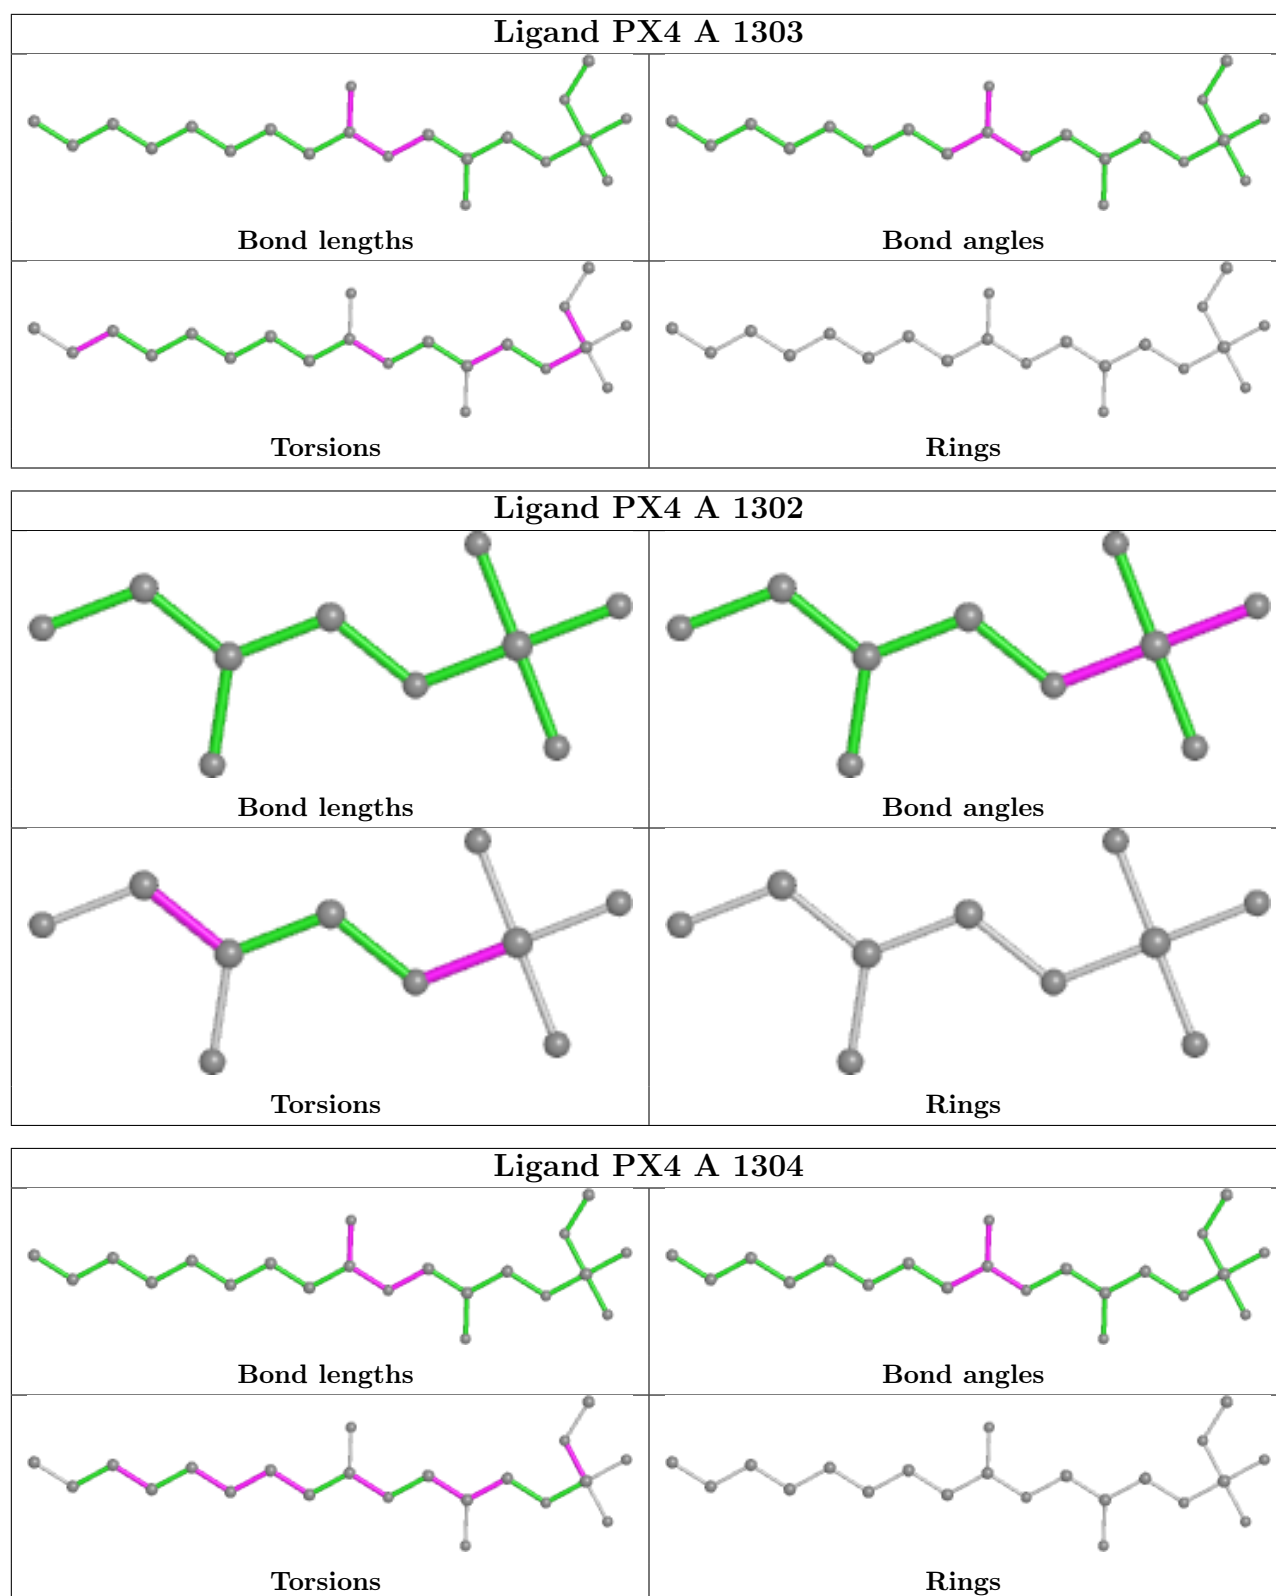 Ligand PX4 A 1303
Bond lengths
Bond angles
Torsions
Rings
Ligand PX4 A 1302
Bond lengths
Bond angles
Torsions
Rings
Ligand PX4 A 1304
Bond lengths
Bond angles
Torsions
Rings